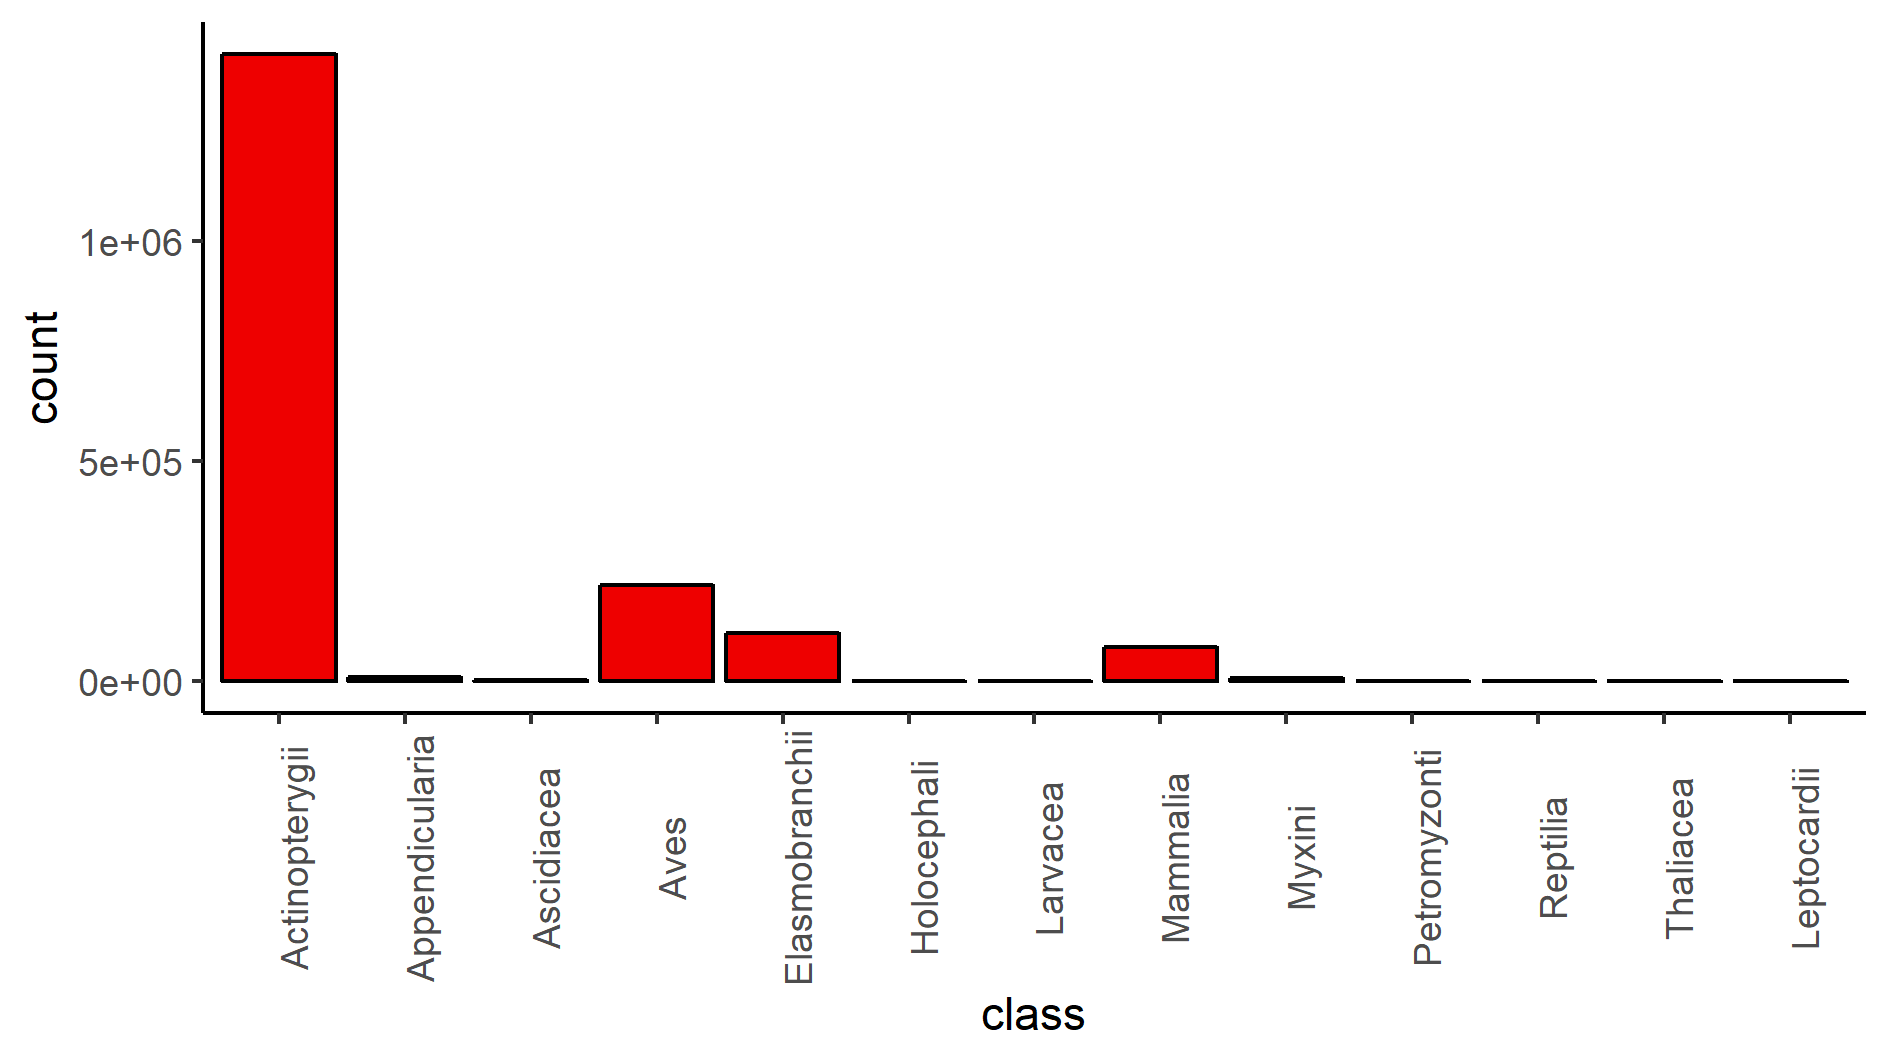 count
1e+06
5e+05
0e+00
Actinopterygii
Appendicularia
Ascidiacea
Aves
Elasmobranchii
Holocephali
Larvacea
Mammalia
Myxini
Petromyzonti
Reptilia
Thaliacea
Leptocardii
class